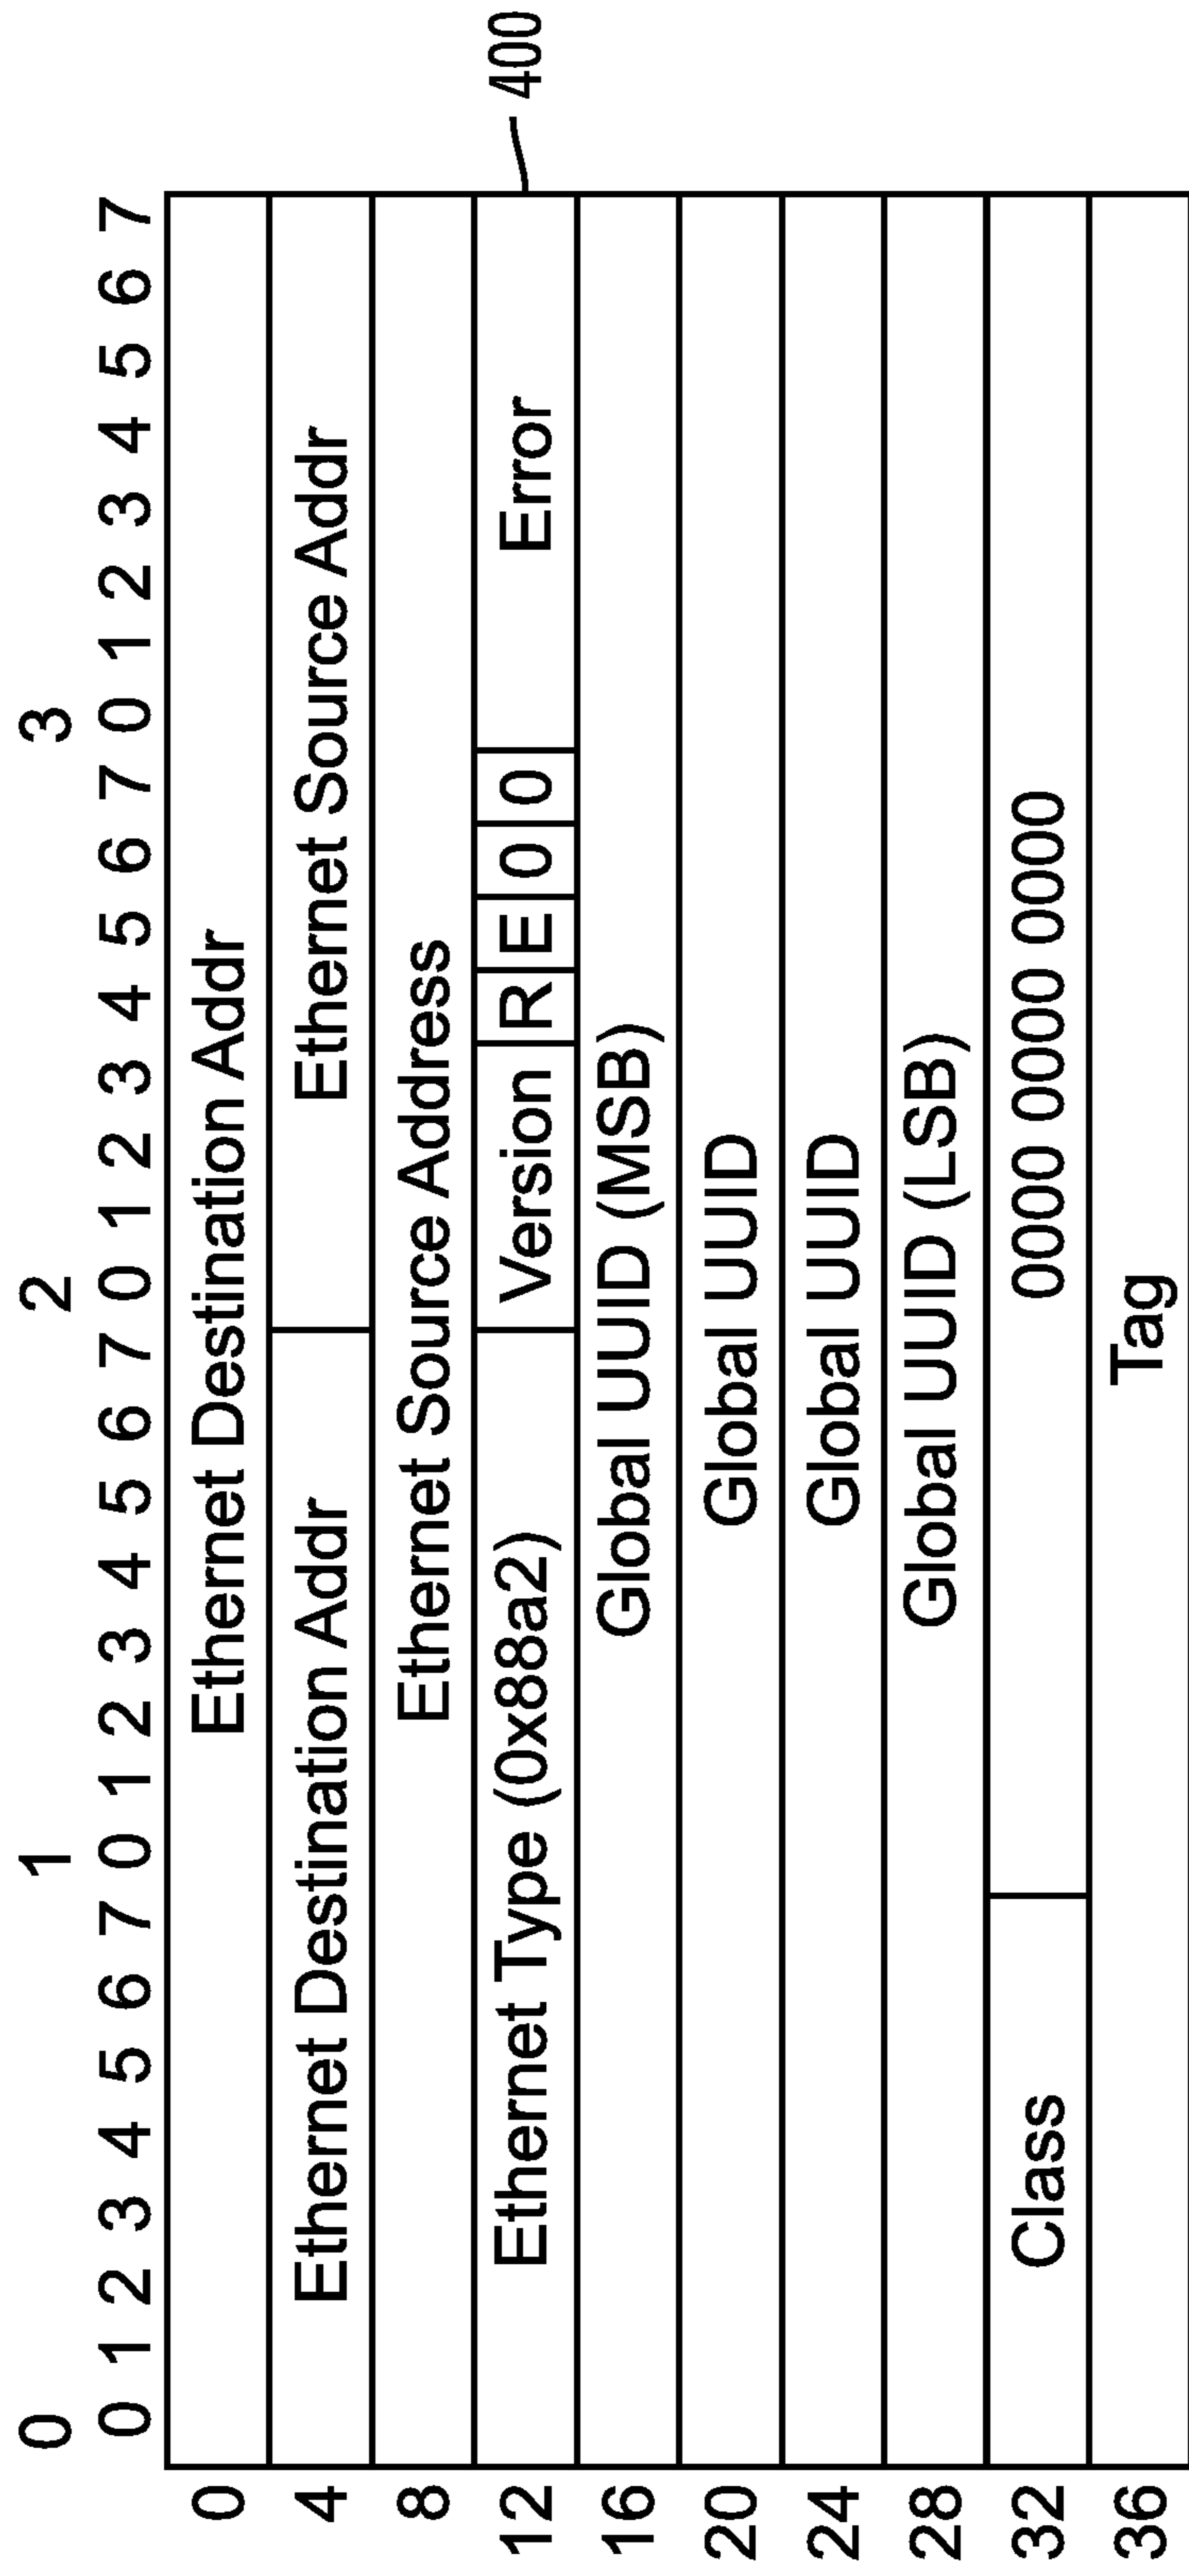 0 1 2 3
0 1 2 3 4 5 6 7 0 1 2 3 4 5 6 7 0 1 2 3 4 5 6 7 0 1 2 3 4 5 6 7
0 Ethernet Destination Addr
4 Ethernet Destination Addr Ethernet Source Addr
8 Ethernet Source Address
12 Ethernet Type (0x88a2) Version R E 0 0 Error 400
16 Global UUID (MSB)
20 Global UUID
24 Global UUID
28 Global UUID (LSB)
32 Class 0000 0000 0000
36 Tag